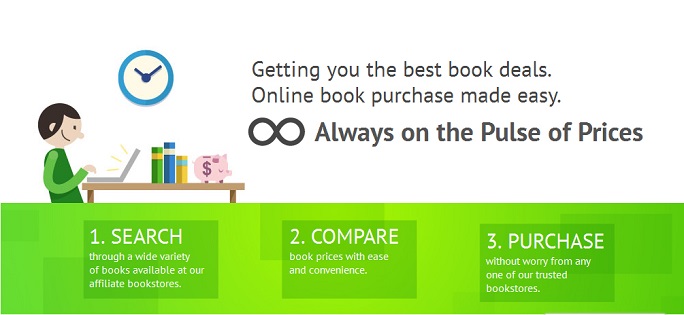 Getting you the best book deals.
Online book purchase made easy.
Always on the Pulse of Prices
$
1. SEARCH
through a wide variety
of books available at our
affiliate bookstores.
2. COMPARE
book prices with ease
and convenience.
3. PURCHASE
without worry from any
one of our trusted
bookstores.